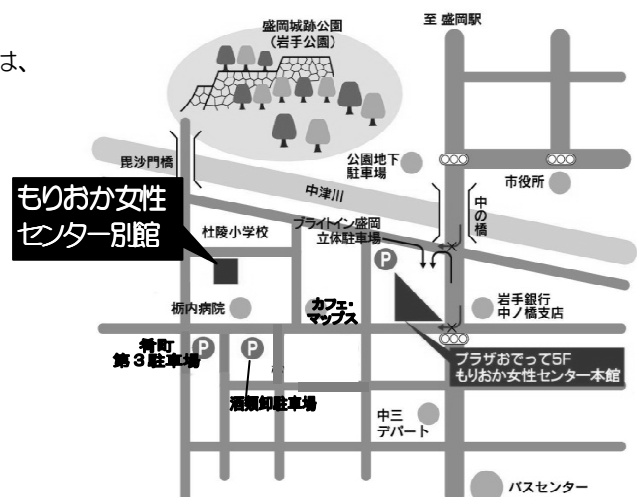 は、
盛岡城跡公園
（岩手公園）
至 盛岡駅
毘沙門橋
公園地下
駐車場
市役所
中津川
中の橋
もりおか女性
センター別館
杜陵小学校
ブライトイン盛岡
立体駐車場
P
栃内病院
カフェ・
マップス
岩手銀行
中ノ橋支店
肴町
第3駐車場
P
P
プラザおでって5F
もりおか女性センター本館
酒類卸駐車場
中三
デパート
バスセンター